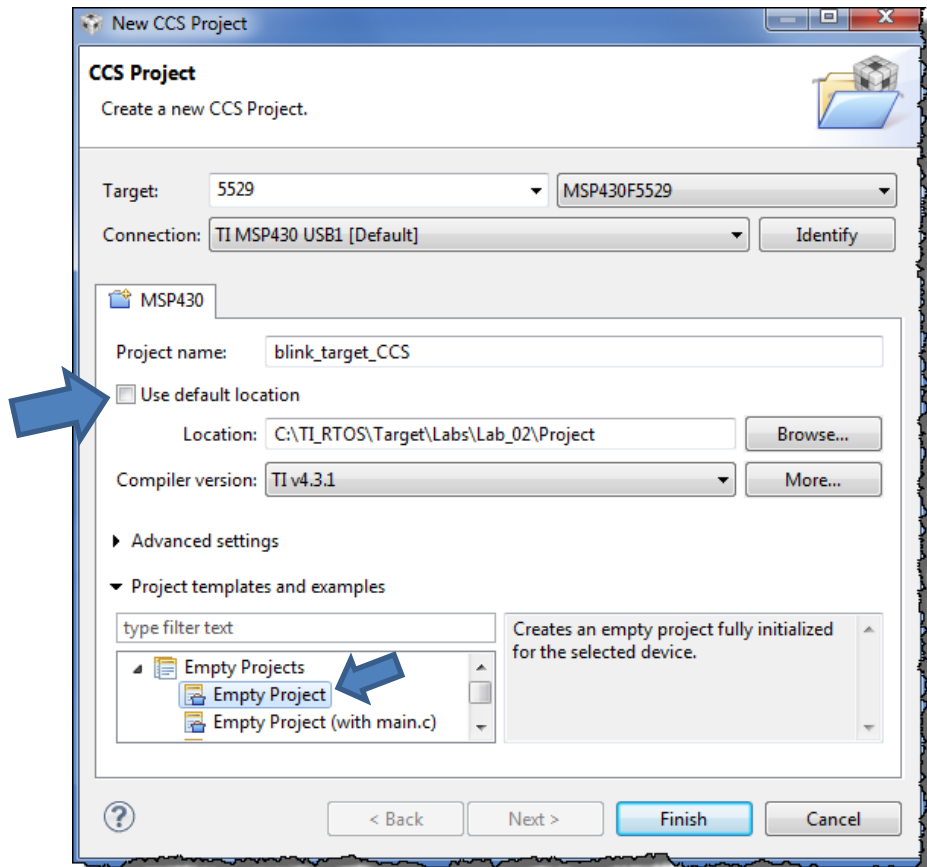 New CCS Project
CCS Project
Create a new CCS Project.
Target: 5529 MSP430F5529
Connection: TI MSP430 USB1 [Default] Identify
MSP430
Project name: blink_target_CCS
Use default location
Location: C:\TI_RTOS\Target\Labs\Lab_02\Project Browse...
Compiler version: TI v4.3.1 More...
Advanced settings
Project templates and examples
type filter text
Creates an empty project fully initialized
for the selected device.
Empty Projects
Empty Project
Empty Project (with main.c)
? < Back Next > Finish Cancel